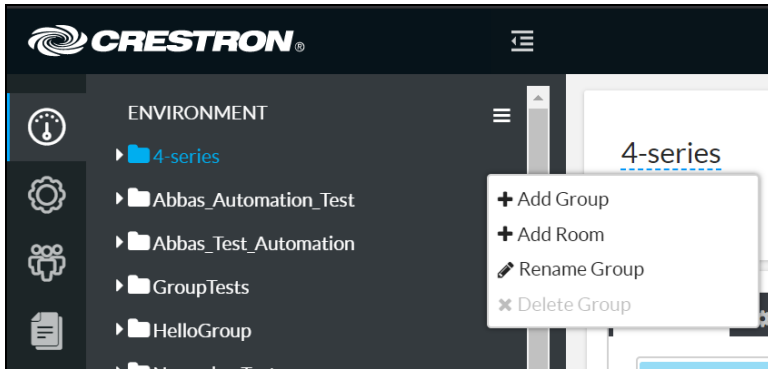 CRESTRON®
ENVIRONMENT
4-series
4-series
Abbas_Automation_Test
Add Group
Abbas_Test_Automation
Add Room
GroupTests
Rename Group
HelloGroup
Delete Group